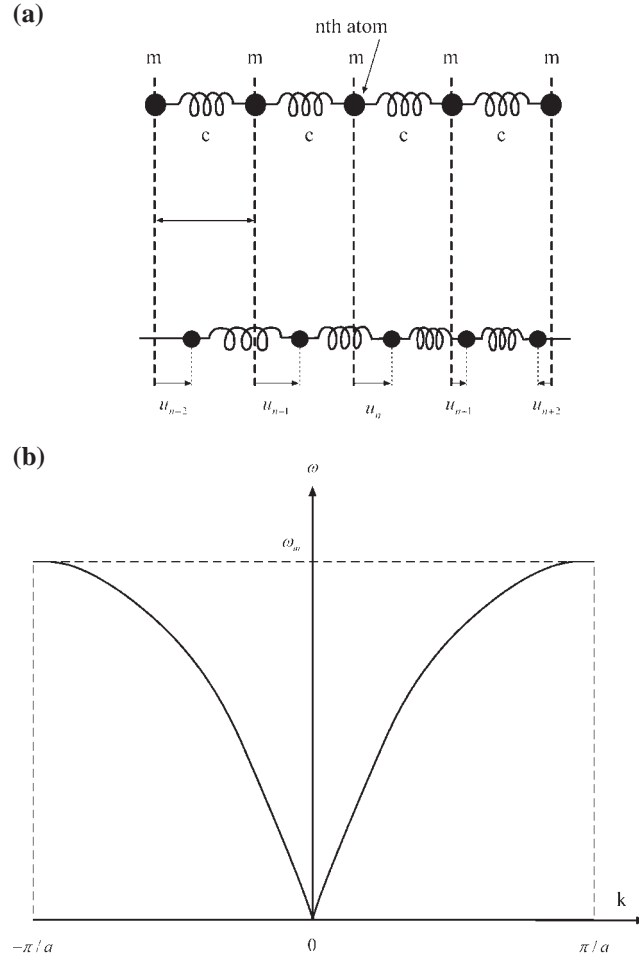 (a)
nth atom
m m m m m
c c c c
u_{n-2} u_{n-1} u_n u_{n-1} u_{n+2}
(b)
ω
ω_m
k
-π/a 0 π/a